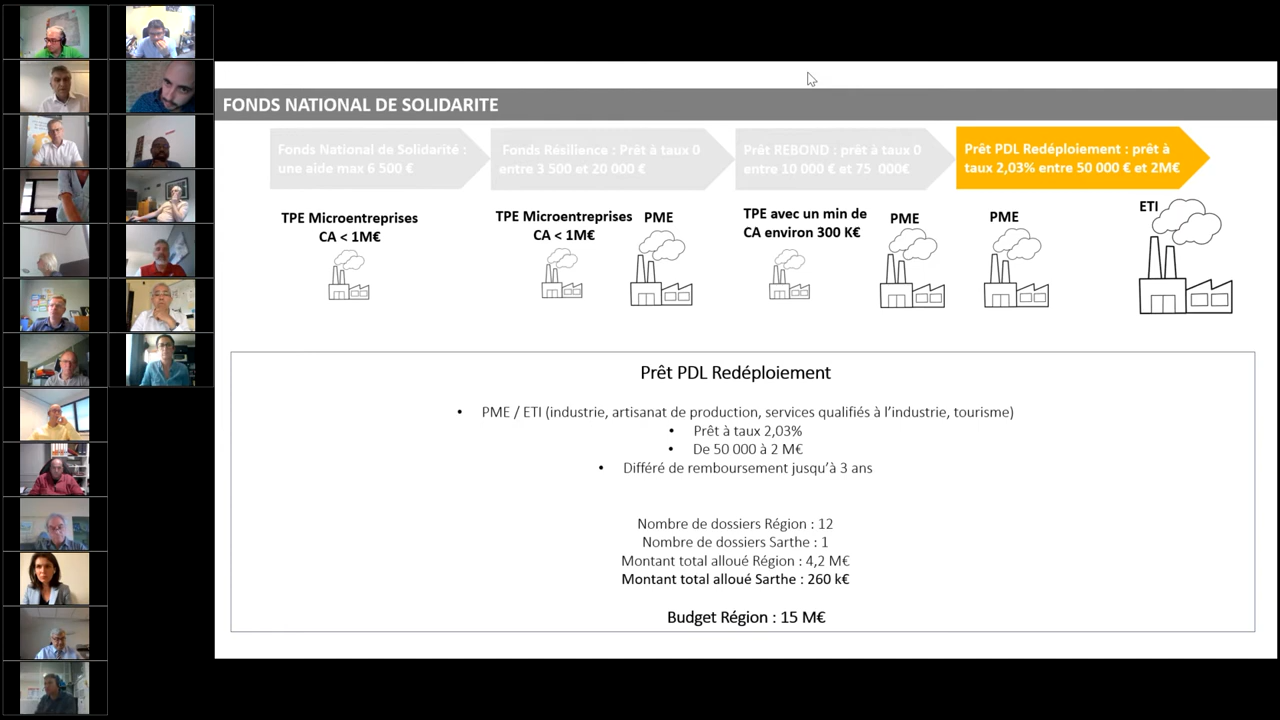 FONDS NATIONAL DE SOLIDARITE
Fonds National de Solidarité :
une aide max 6 500 €
Fonds Résilience : Prêt à taux 0
entre 3 500 et 20 000 €
Prêt REBOND : prêt à taux 0
entre 10 000 € et 75 000€
Prêt PDL Redéploiement : prêt à
taux 2,03% entre 50 000 € et 2M€
TPE Microentreprises
CA < 1M€
TPE Microentreprises
CA < 1M€
PME
TPE avec un min de
CA environ 300 K€
PME
PME
ETI
Prêt PDL Redéploiement
• PME / ETI (industrie, artisanat de production, services qualifiés à l'industrie, tourisme)
• Prêt à taux 2,03%
• De 50 000 à 2 M€
• Différé de remboursement jusqu'à 3 ans
Nombre de dossiers Région : 12
Nombre de dossiers Sarthe : 1
Montant total alloué Région : 4,2 M€
Montant total alloué Sarthe : 260 k€
Budget Région : 15 M€